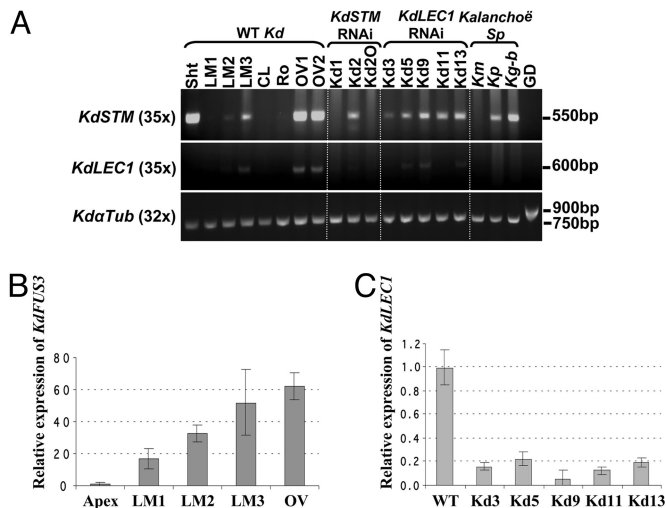 A
WT Kd
KdSTM RNAi
KdLEC1 RNAi
Kalanchoë Sp
Sht LM1 LM2 LM3 CL Ro OV1 OV2 Kd1 Kd2 Kd20 Kd3 Kd5 Kd9 Kd11 Kd13 Km Kp Kg-b GD
KdSTM (35x) 550bp
KdLEC1 (35x) 600bp
KdαTub (32x) 900bp
750bp
B
Relative expression of KdFUS3
80
60
40
20
0
Apex LM1 LM2 LM3 OV
C
Relative expression of KdLEC1
1.2
1.0
0.8
0.6
0.4
0.2
0.0
WT Kd3 Kd5 Kd9 Kd11 Kd13